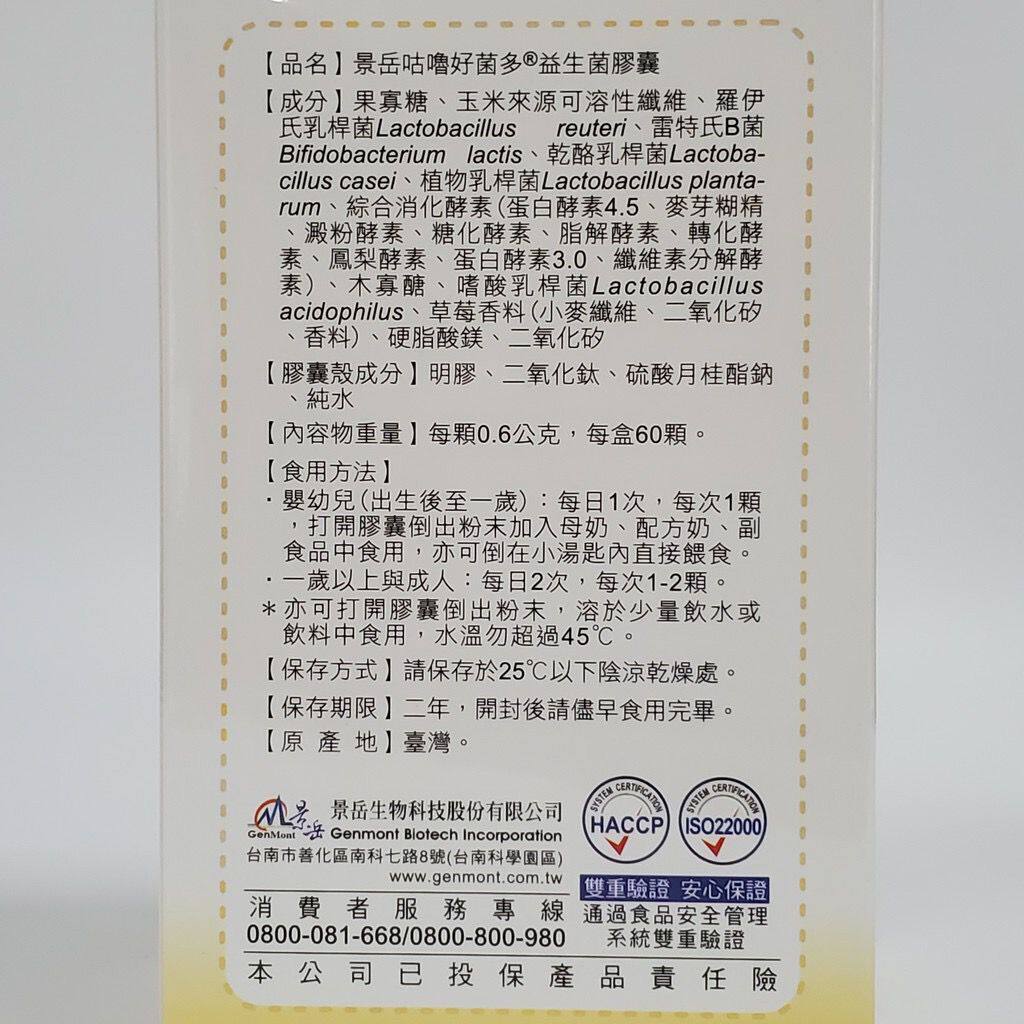 【品名】景岳咕嚕好菌多®益生菌膠囊
【成分】果寡糖、玉米來源可溶性纖維、羅伊
氏乳桿菌Lactobacillus reuteri、雷特氏B菌
Bifidobacterium lactis、乾酪乳桿菌Lactoba-
cillus casei、植物乳桿菌Lactobacillus planta-
rum、綜合消化酵素(蛋白酵素4.5、麥芽糊精
、澱粉酵素、糖化酵素、脂解酵素、轉化酵
素、鳳梨酵素、蛋白酵素3.0、纖維素分解酵
素)、木寡醣、嗜酸乳桿菌Lactobacillus
acidophilus、草莓香料(小麥纖維、二氧化矽
、香料)、硬脂酸鎂、二氧化矽
【膠囊殼成分】明膠、二氧化鈦、硫酸月桂酯鈉
、純水
【內容物重量】每顆0.6公克，每盒60顆。
【食用方法】
·嬰幼兒(出生後至一歲)：每日1次，每次1顆
，打開膠囊倒出粉末加入母奶、配方奶、副
食品中食用，亦可倒在小湯匙內直接餵食。
·一歲以上與成人：每日2次，每次1-2顆。
＊亦可打開膠囊倒出粉末，溶於少量飲水或
飲料中食用，水溫勿超過45℃。
【保存方式】請保存於25℃以下陰涼乾燥處。
【保存期限】二年，開封後請儘早食用完畢。
【原產地】臺灣。
GenMont 景岳
景岳生物科技股份有限公司
Genmont Biotech Incorporation
台南市善化區南科七路8號(台南科學園區)
www.genmont.com.tw
消費者服務專線
0800-081-668/0800-800-980
SYSTEM CERTIFICATION
HACCP
SYSTEM CERTIFICATION
ISO22000
雙重驗證 安心保證
通過食品安全管理
系統雙重驗證
本公司已投保產品責任險